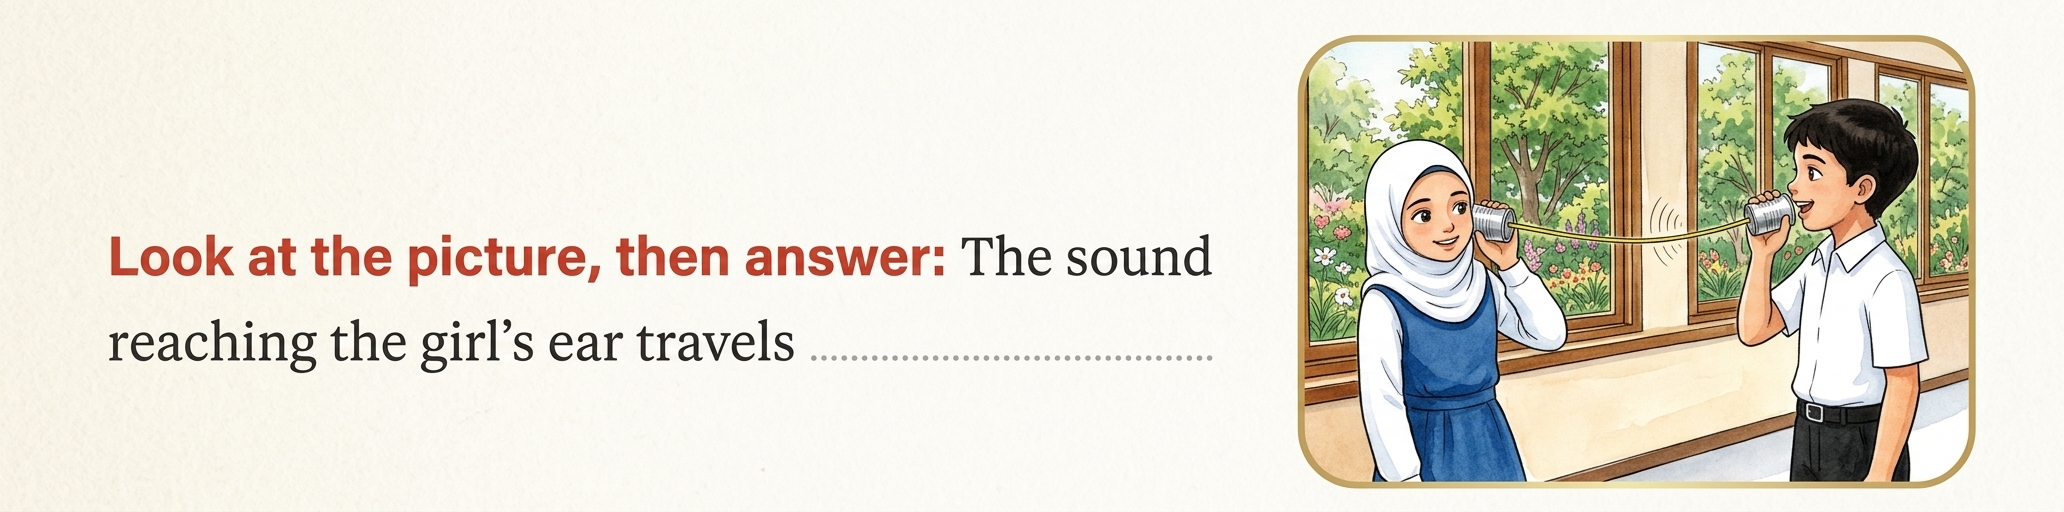 Look at the picture, then answer: The sound
reaching the girl’s ear travels ........................................